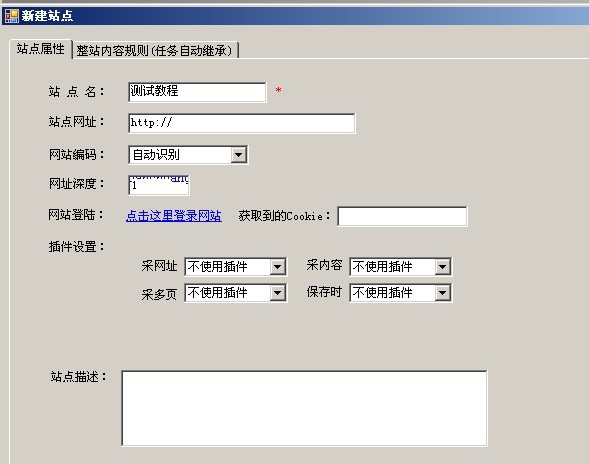 新建站点
站点属性 整站内容规则(任务自动继承)
站 点 名： 测试教程 *
站点网址： http://
网站编码： 自动识别
网址深度： 1
网站登陆： 点击这里登录网站 获取到的Cookie：
插件设置：
采网址 不使用插件 采内容 不使用插件
采多页 不使用插件 保存时 不使用插件
站点描述：